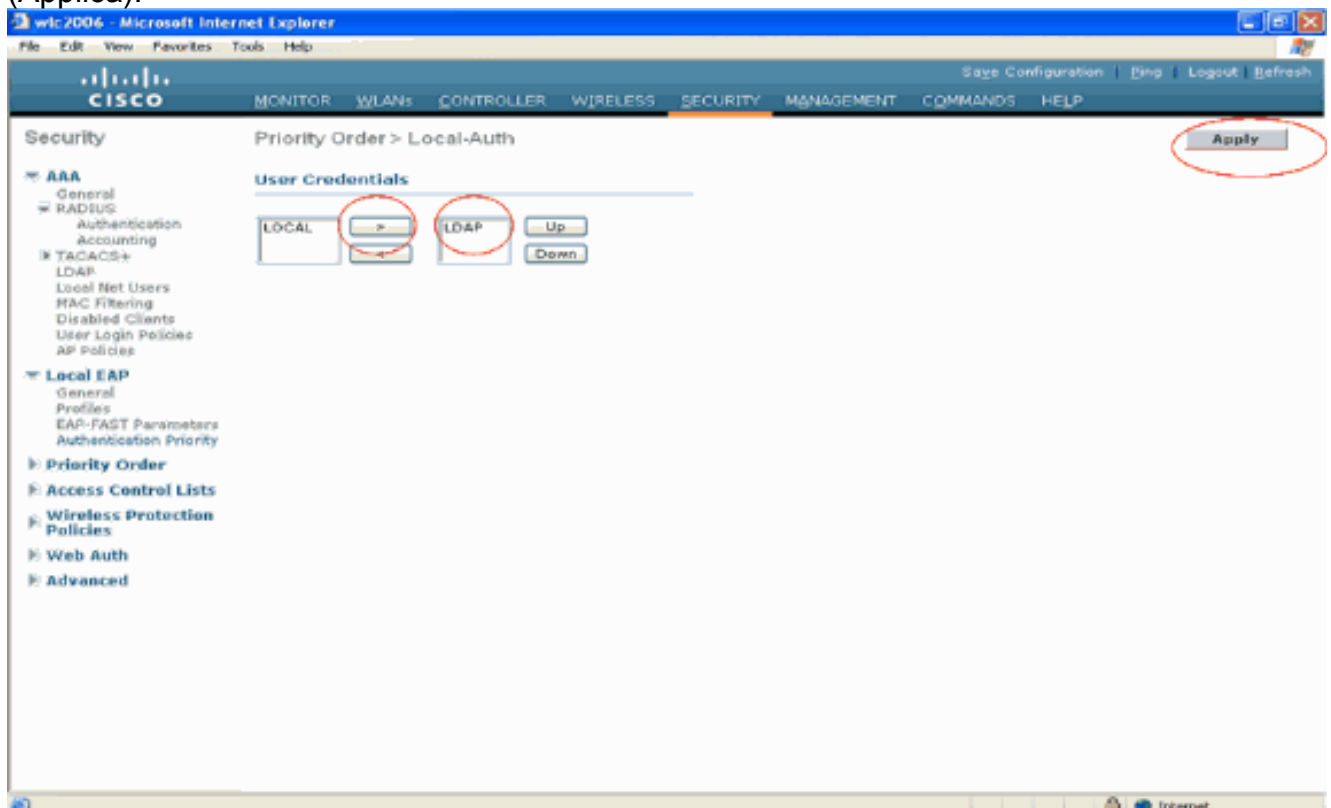 (Applica).
wlc2006 - Microsoft Internet Explorer
File Edit View Favorites Tools Help
Save Configuration | Ping | Logout | Refresh
CISCO
MONITOR WLANs CONTROLLER WIRELESS SECURITY MANAGEMENT COMMANDS HELP
Security
Priority Order > Local-Auth
Apply
AAA
General
RADIUS
Authentication
Accounting
TACACS+
LDAP
Local Net Users
MAC Filtering
Disabled Clients
User Login Policies
AP Policies
Local EAP
General
Profiles
EAP-FAST Parameters
Authentication Priority
Priority Order
Access Control Lists
Wireless Protection Policies
Web Auth
Advanced
User Credentials
LOCAL > LDAP Up
< Down
Internet